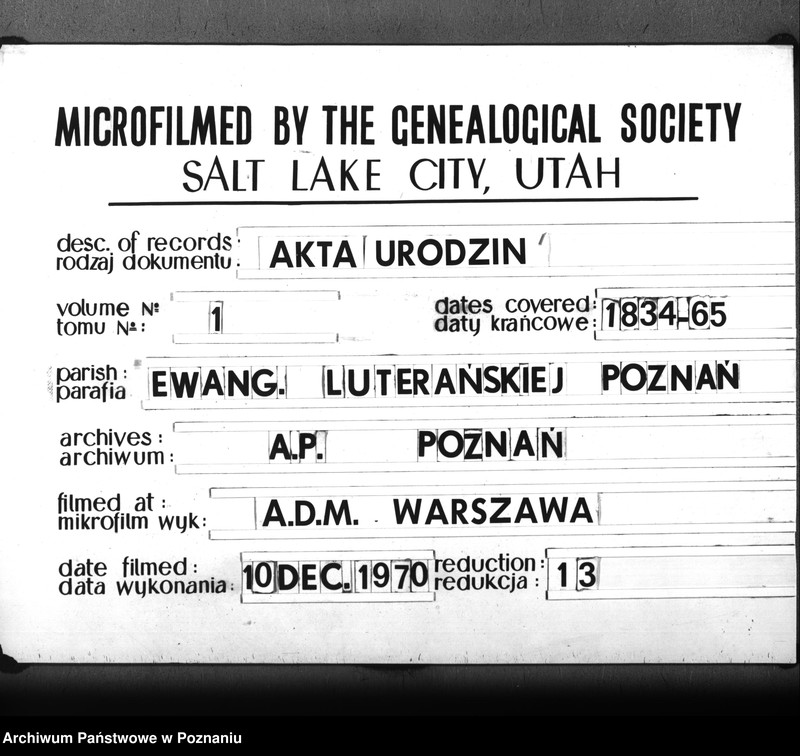 MICROFILMED BY THE GENEALOGICAL SOCIETY
SALT LAKE CITY, UTAH
desc. of records:
rodzaj dokumentu: AKTA URODZIN
volume №
tomu №: 1
dates covered:
daty krańcowe: 1834-65
parish:
parafia EWANG. LUTERAŃSKIEJ POZNAŃ
archives:
archiwum: A.P. POZNAŃ
filmed at:
mikrofilm wyk: A.D.M. WARSZAWA
date filmed:
data wykonania: 10 DEC. 1970
reduction:
redukcja: 13
Archiwum Państwowe w Poznaniu